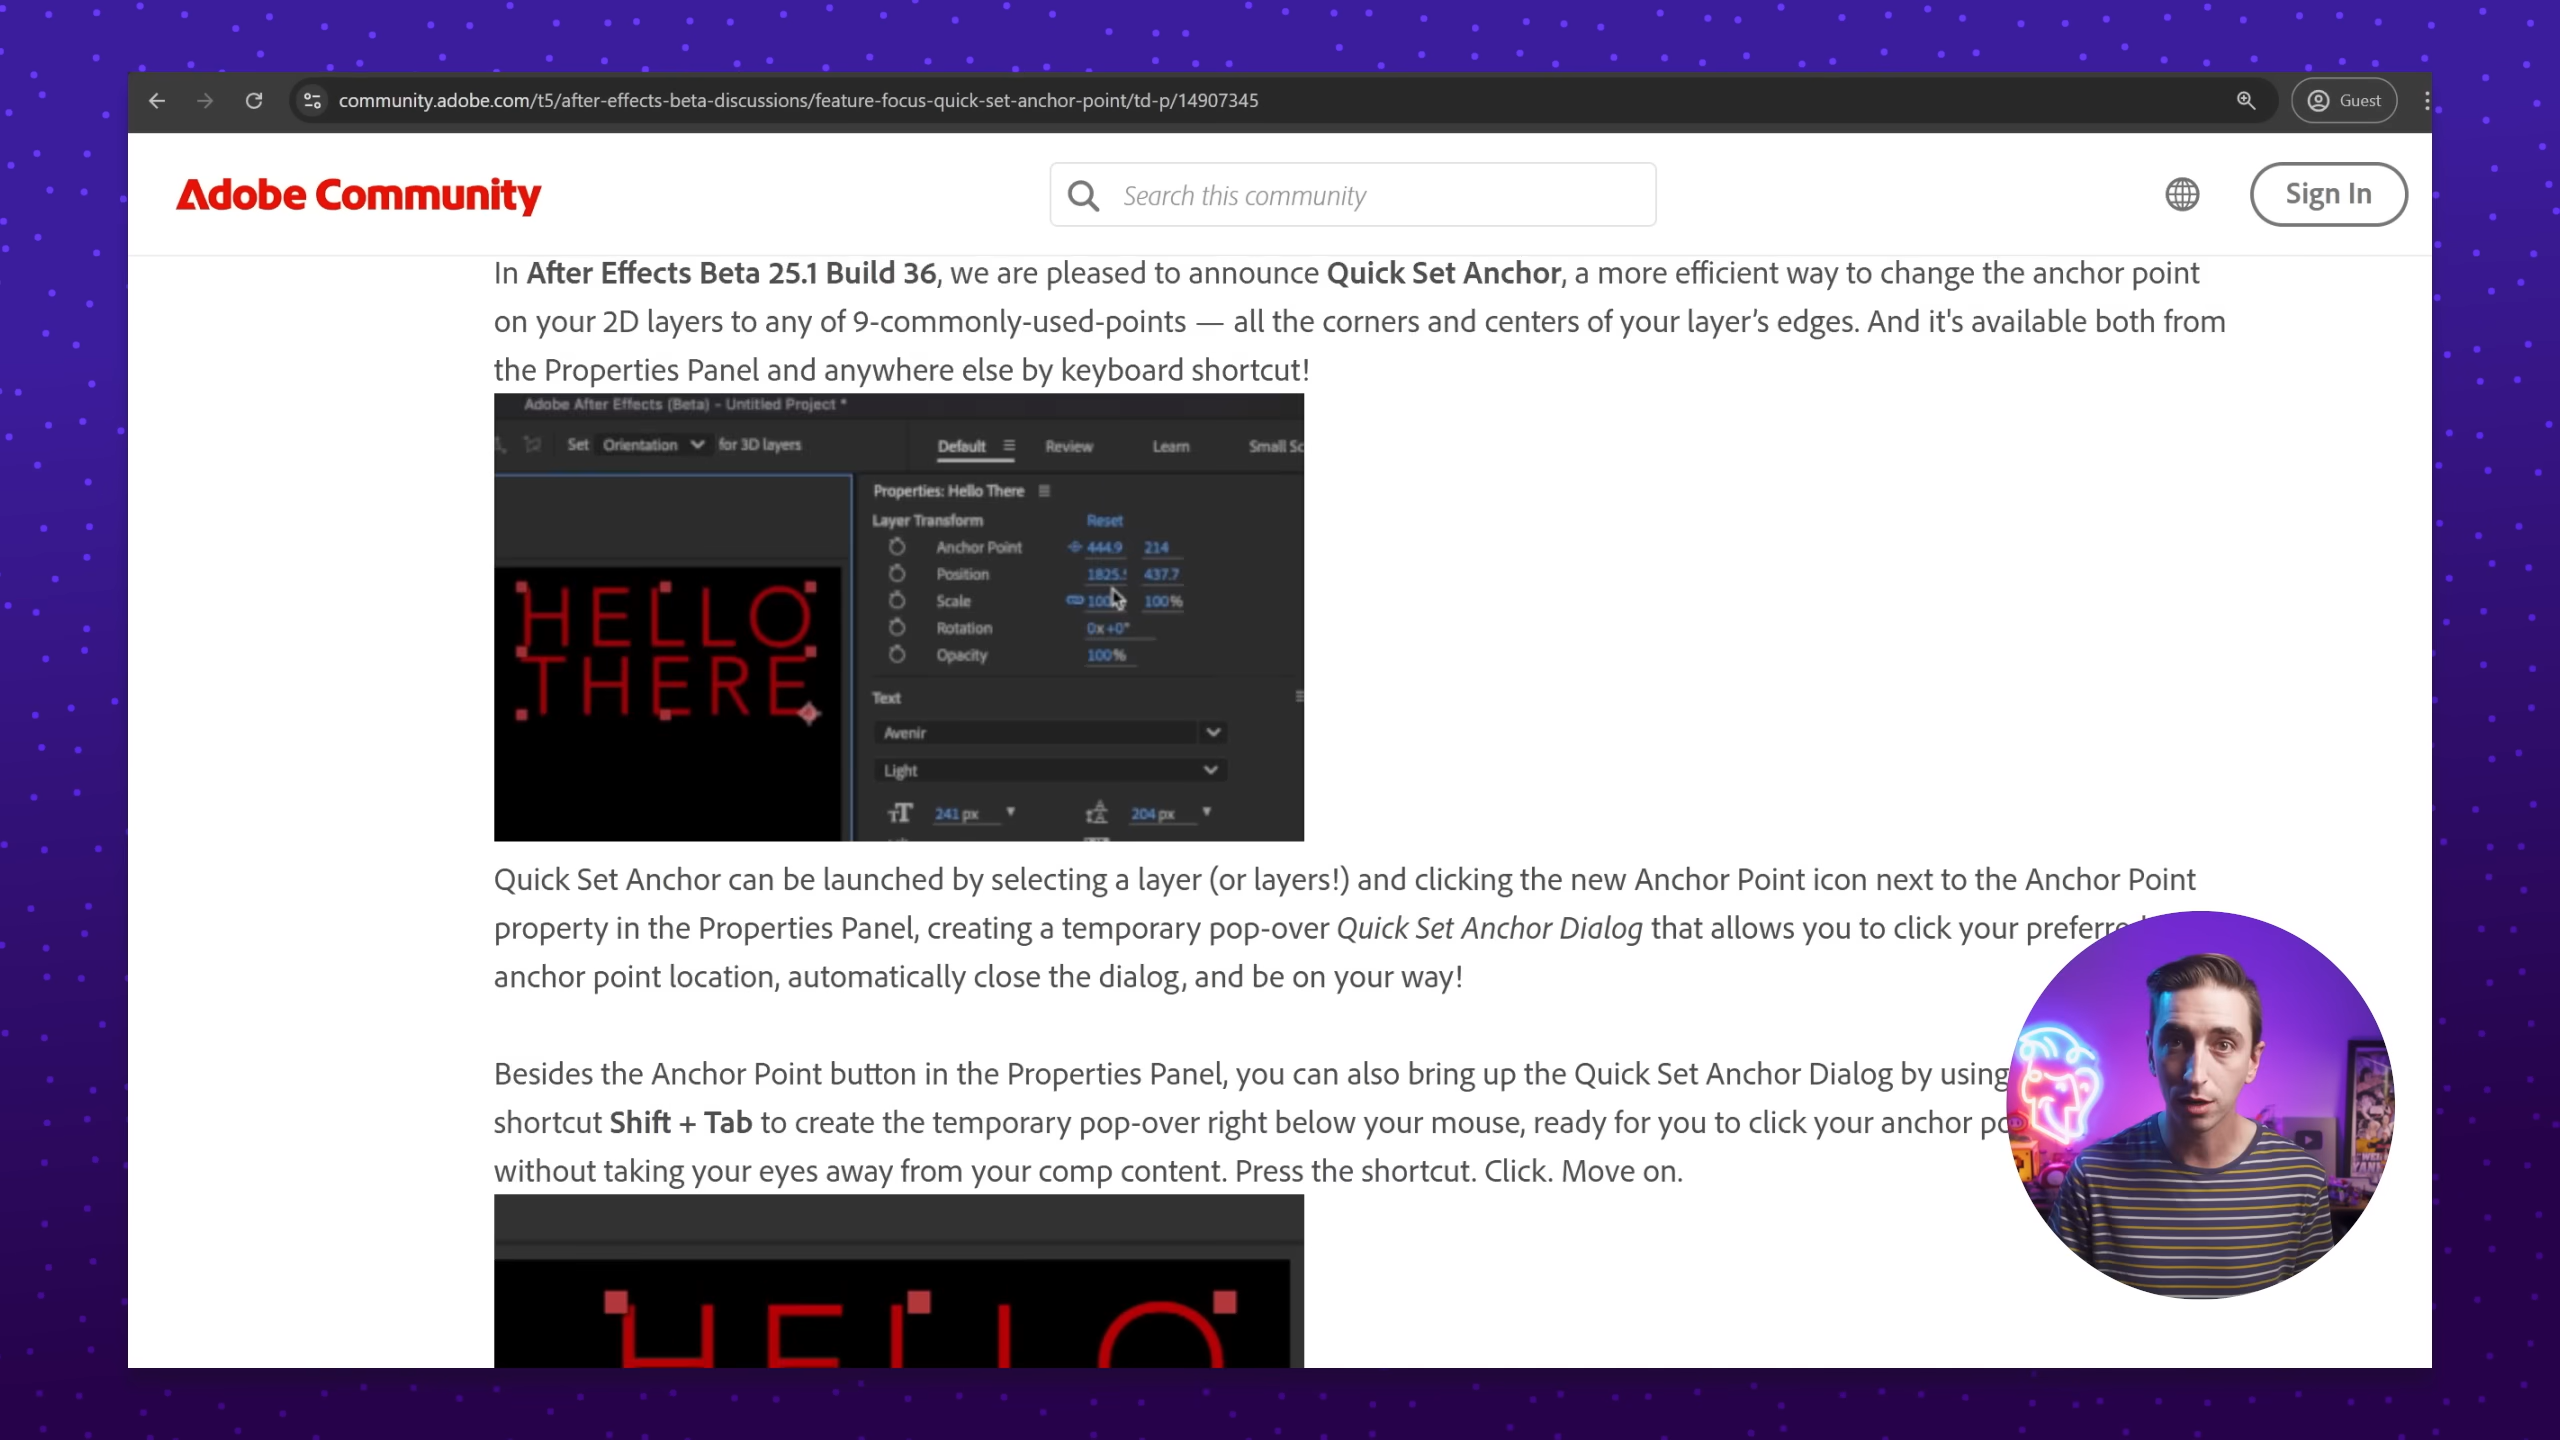 community.adobe.com/t5/after-effects-beta-discussions/feature-focus-quick-set-anchor-point/td-p/14907345
Guest
Adobe Community
Search this community
Sign In
In After Effects Beta 25.1 Build 36, we are pleased to announce Quick Set Anchor, a more efficient way to change the anchor point
on your 2D layers to any of 9-commonly-used-points — all the corners and centers of your layer's edges. And it's available both from
the Properties Panel and anywhere else by keyboard shortcut!
Adobe After Effects (Beta) - Untitled Project *
Set Orientation for 3D layers
Default Review Learn Small Sc
Properties: Hello There
Layer Transform Reset
Anchor Point 444.9 214
Position 1825. 437.7
Scale 100 100%
Rotation 0x+0°
Opacity 100%
HELLO
THERE
Text
Avenir
Light
241 px 204 px
Quick Set Anchor can be launched by selecting a layer (or layers!) and clicking the new Anchor Point icon next to the Anchor Point
property in the Properties Panel, creating a temporary pop-over Quick Set Anchor Dialog that allows you to click your
anchor point location, automatically close the dialog, and be on your way!
Besides the Anchor Point button in the Properties Panel, you can also bring up the Quick Set Anchor Dialog by using
shortcut Shift + Tab to create the temporary pop-over right below your mouse, ready for you to click your anchor
without taking your eyes away from your comp content. Press the shortcut. Click. Move on.
HELLO